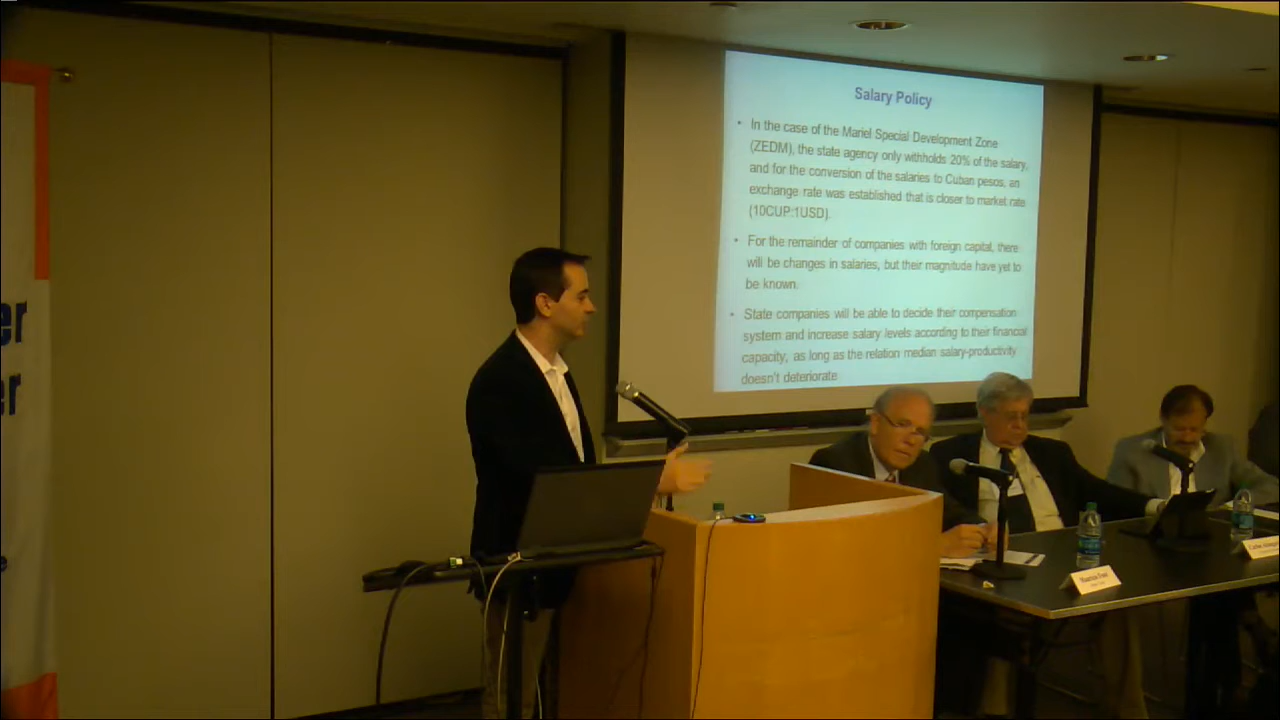 er
er
Salary Policy
• In the case of the Mariel Special Development Zone
(ZEDM), the state agency only withholds 20% of the salary,
and for the conversion of the salaries to Cuban pesos, an
exchange rate was established that is closer to market rate
(10CUP:1USD).
• For the remainder of companies with foreign capital, there
will be changes in salaries, but their magnitude have yet to
be known.
• State companies will be able to decide their compensation
system and increase salary levels according to their financial
capacity, as long as the relation median salary-productivity
doesn't deteriorate